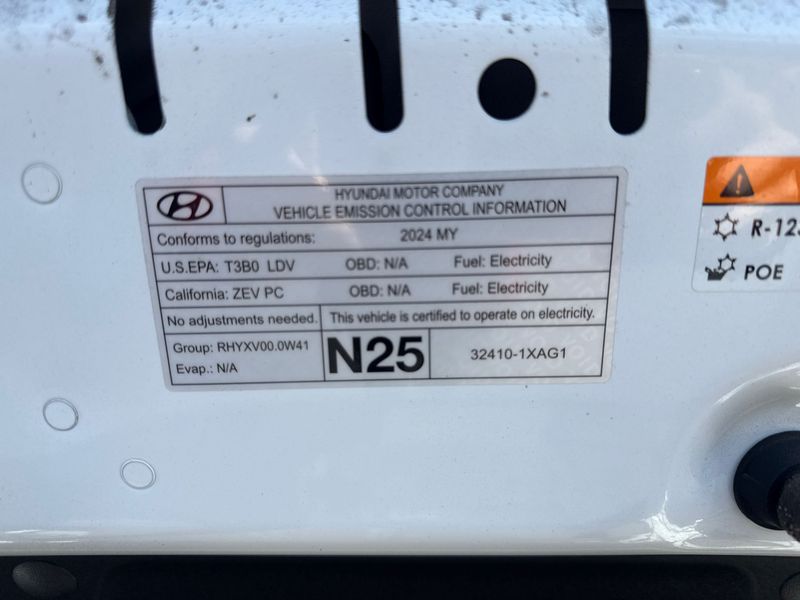 HYUNDAI MOTOR COMPANY
VEHICLE EMISSION CONTROL INFORMATION
Conforms to regulations: 2024 MY
U.S.EPA: T3B0 LDV OBD: N/A Fuel: Electricity
California: ZEV PC OBD: N/A Fuel: Electricity
No adjustments needed. This vehicle is certified to operate on electricity.
Group: RHYXV00.0W41
Evap.: N/A
N25
32410-1XAG1
POE